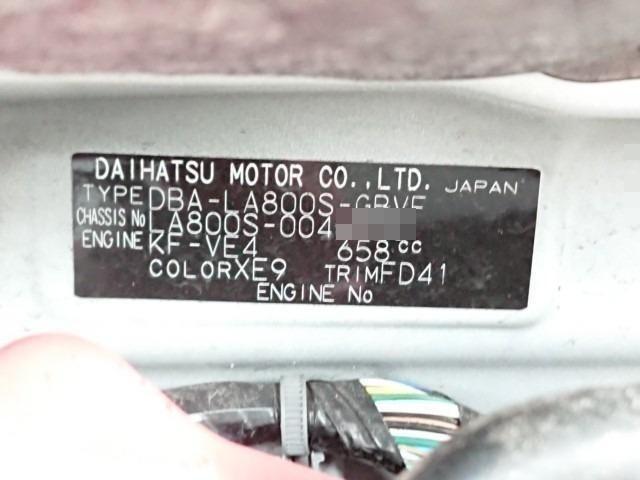 DAIHATSU MOTOR CO.,LTD. JAPAN
TYPE DBA-LA800S-GBVF
CHASSIS No LA800S-004
ENGINE KF-VE4 658cc
COLOR XE9 TRIM FD41
ENGINE No